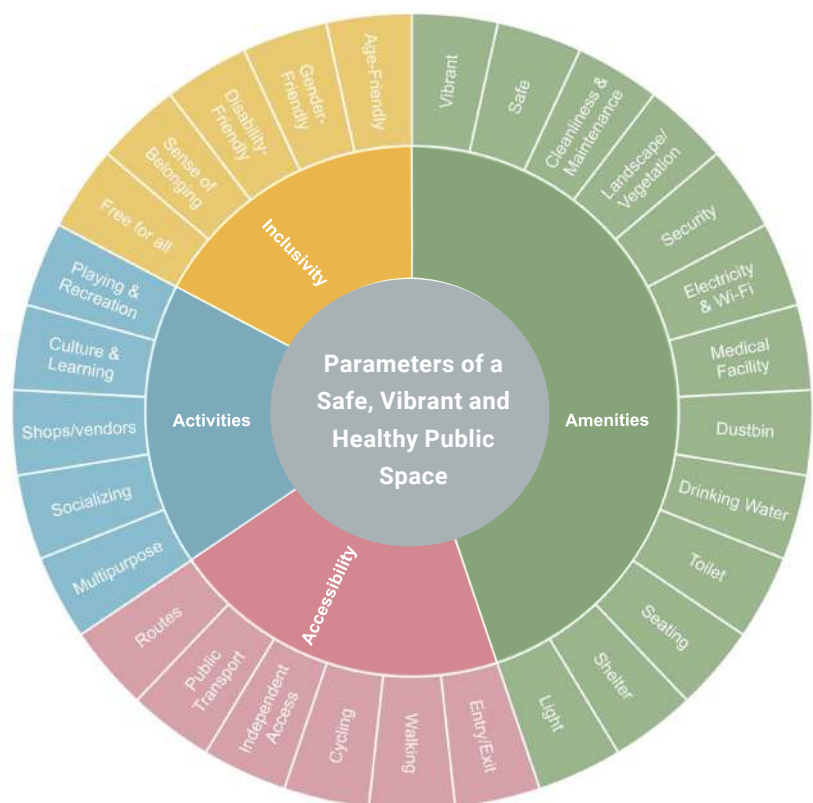 Parameters of a
Safe, Vibrant and
Healthy Public
Space
Amenities
Vibrant
Safe
Cleanliness &
Maintenance
Landscape/
Vegetation
Security
Electricity
& Wi-Fi
Medical
Facility
Dustbin
Drinking Water
Toilet
Seating
Shelter
Light
Accessibility
Entry/Exit
Walking
Cycling
Independent
Access
Public
Transport
Routes
Activities
Multipurpose
Socializing
Shops/vendors
Culture &
Learning
Playing &
Recreation
Inclusivity
Free for all
Sense of
Belonging
Disability-
Friendly
Gender-
Friendly
Age-Friendly